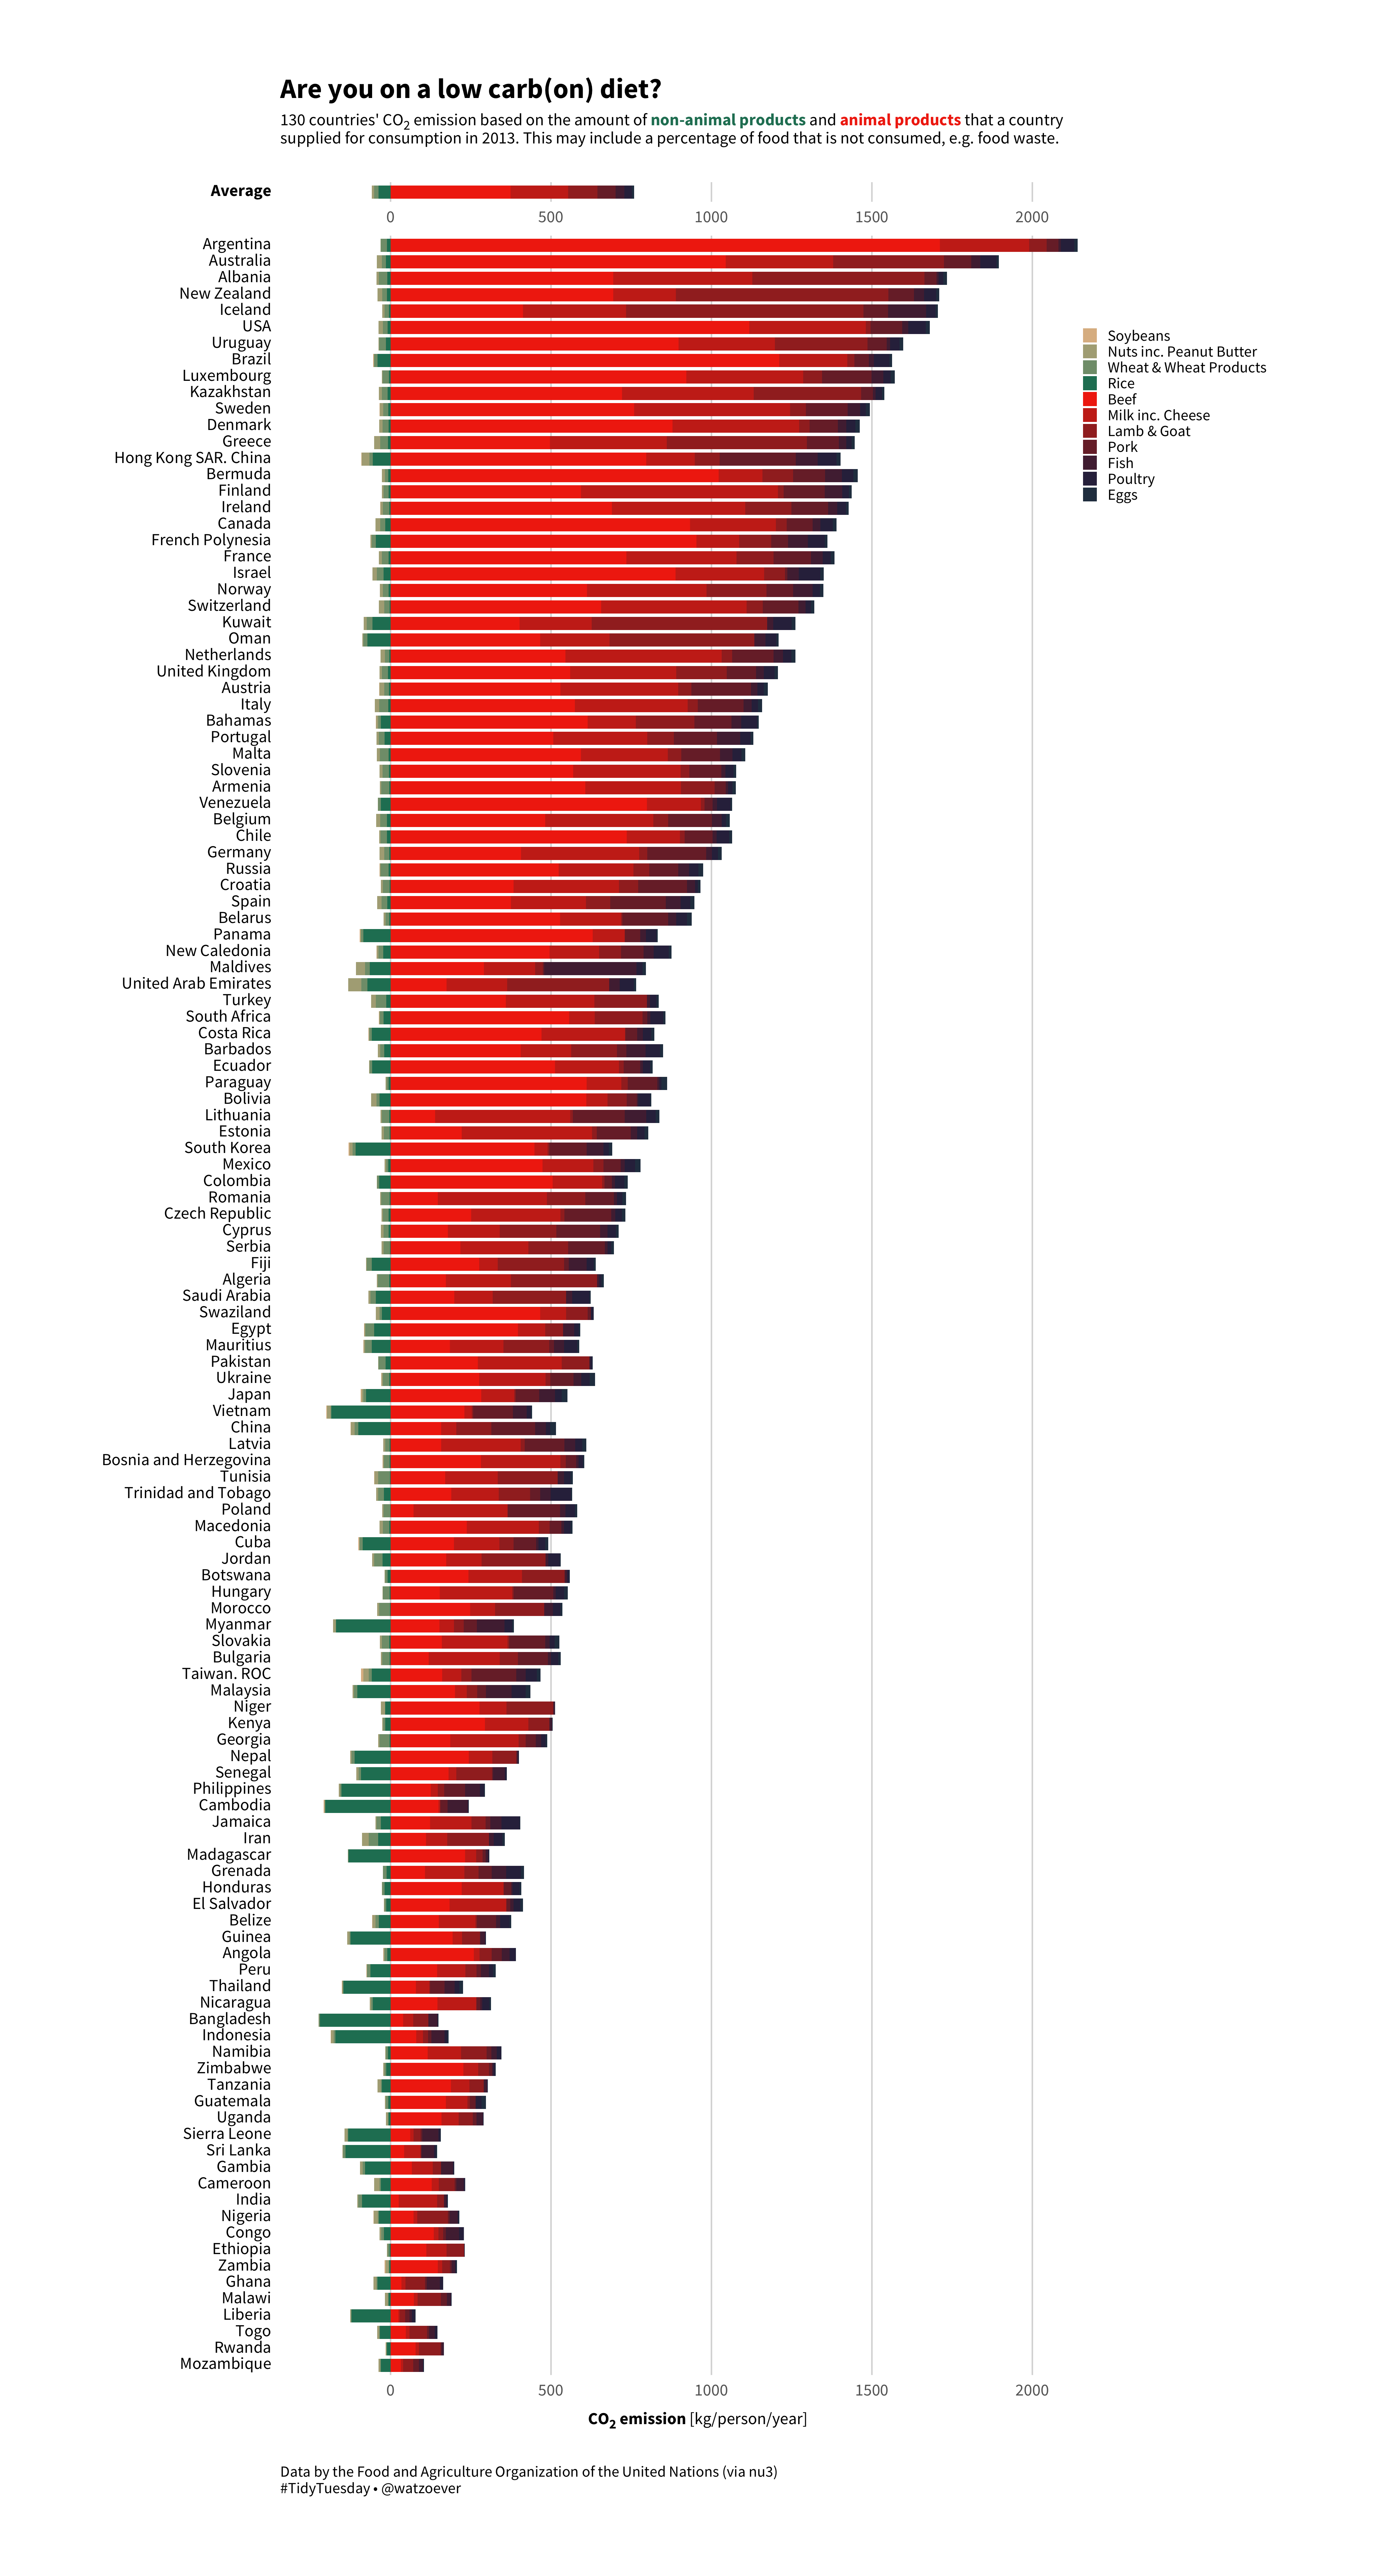 Are you on a low carb(on) diet?
130 countries' CO2 emission based on the amount of non-animal products and animal products that a country
supplied for consumption in 2013. This may include a percentage of food that is not consumed, e.g. food waste.
Average
0 500 1000 1500 2000
Argentina
Australia
Albania
New Zealand
Iceland
USA
Uruguay
Brazil
Luxembourg
Kazakhstan
Sweden
Denmark
Greece
Hong Kong SAR. China
Bermuda
Finland
Ireland
Canada
French Polynesia
France
Israel
Norway
Switzerland
Kuwait
Oman
Netherlands
United Kingdom
Austria
Italy
Bahamas
Portugal
Malta
Slovenia
Armenia
Venezuela
Belgium
Chile
Germany
Russia
Croatia
Spain
Belarus
Panama
New Caledonia
Maldives
United Arab Emirates
Turkey
South Africa
Costa Rica
Barbados
Ecuador
Paraguay
Bolivia
Lithuania
Estonia
South Korea
Mexico
Colombia
Romania
Czech Republic
Cyprus
Serbia
Fiji
Algeria
Saudi Arabia
Swaziland
Egypt
Mauritius
Pakistan
Ukraine
Japan
Vietnam
China
Latvia
Bosnia and Herzegovina
Tunisia
Trinidad and Tobago
Poland
Macedonia
Cuba
Jordan
Botswana
Hungary
Morocco
Myanmar
Slovakia
Bulgaria
Taiwan. ROC
Malaysia
Niger
Kenya
Georgia
Nepal
Senegal
Philippines
Cambodia
Jamaica
Iran
Madagascar
Grenada
Honduras
El Salvador
Belize
Guinea
Angola
Peru
Thailand
Nicaragua
Bangladesh
Indonesia
Namibia
Zimbabwe
Tanzania
Guatemala
Uganda
Sierra Leone
Sri Lanka
Gambia
Cameroon
India
Nigeria
Congo
Ethiopia
Zambia
Ghana
Malawi
Liberia
Togo
Rwanda
Mozambique
Soybeans
Nuts inc. Peanut Butter
Wheat & Wheat Products
Rice
Beef
Milk inc. Cheese
Lamb & Goat
Pork
Fish
Poultry
Eggs
0 500 1000 1500 2000
CO2 emission [kg/person/year]
Data by the Food and Agriculture Organization of the United Nations (via nu3)
#TidyTuesday • @watzoever